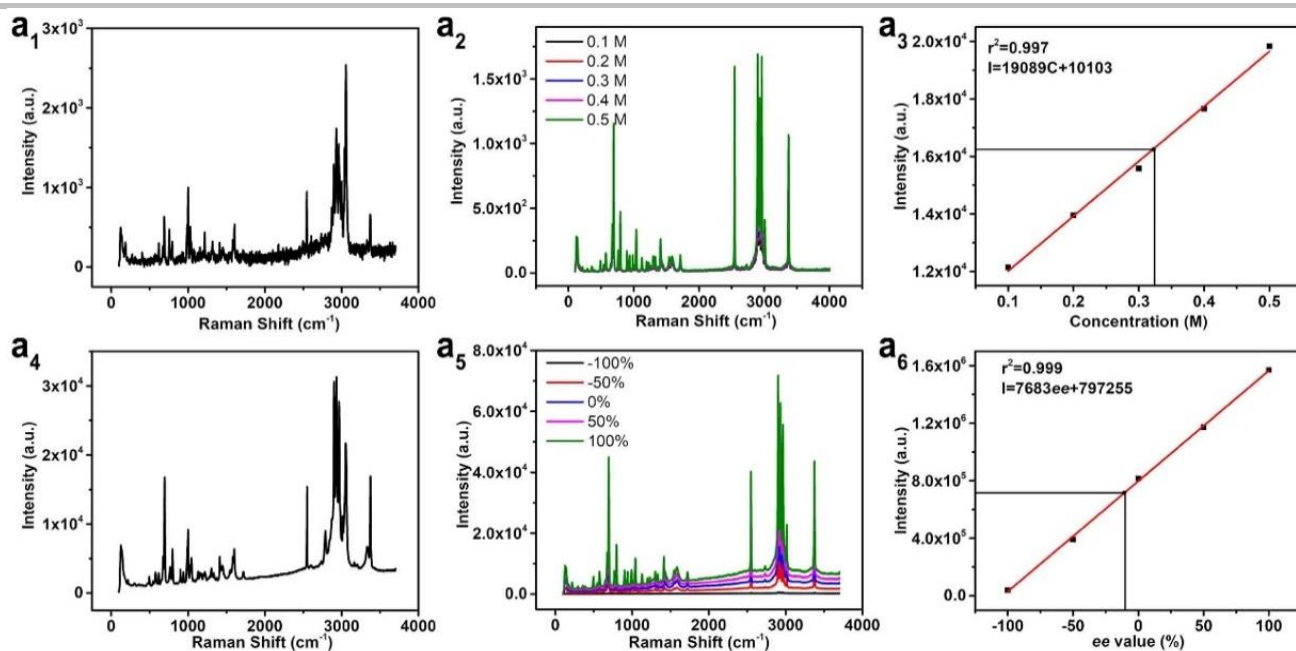 a1
3x10³
2x10³
1x10³
0
Intensity (a.u.)
0 1000 2000 3000 4000
Raman Shift (cm⁻¹)
a2
0.1 M
0.2 M
0.3 M
0.4 M
0.5 M
1.5x10³
1.0x10³
5.0x10²
0.0
Intensity (a.u.)
0 1000 2000 3000 4000
Raman Shift (cm⁻¹)
a3
r²=0.997
I=19089C+10103
2.0x10⁴
1.8x10⁴
1.6x10⁴
1.4x10⁴
1.2x10⁴
Intensity (a.u.)
0.1 0.2 0.3 0.4 0.5
Concentration (M)
a4
3x10⁴
2x10⁴
1x10⁴
0
Intensity (a.u.)
0 1000 2000 3000 4000
Raman Shift (cm⁻¹)
a5
-100%
-50%
0%
50%
100%
8.0x10⁴
6.0x10⁴
4.0x10⁴
2.0x10⁴
0.0
Intensity (a.u.)
0 1000 2000 3000 4000
Raman Shift (cm⁻¹)
a6
r²=0.999
I=7683ee+797255
1.6x10⁶
1.2x10⁶
8.0x10⁵
4.0x10⁵
0.0
Intensity (a.u.)
-100 -50 0 50 100
ee value (%)